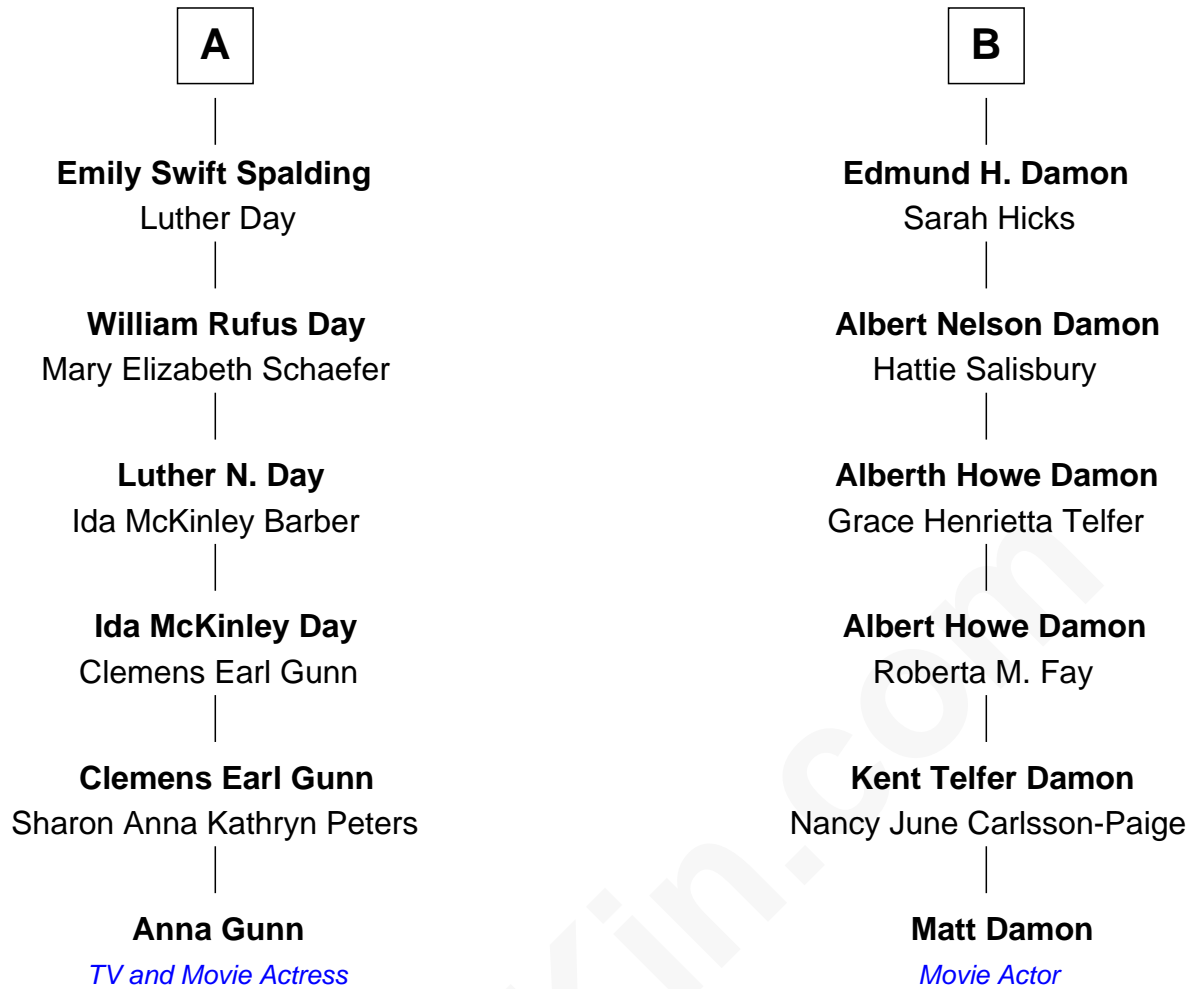 A
Emily Swift Spalding
Luther Day
William Rufus Day
Mary Elizabeth Schaefer
Luther N. Day
Ida McKinley Barber
Ida McKinley Day
Clemens Earl Gunn
Clemens Earl Gunn
Sharon Anna Kathryn Peters
Anna Gunn
TV and Movie Actress
B
Edmund H. Damon
Sarah Hicks
Albert Nelson Damon
Hattie Salisbury
Alberth Howe Damon
Grace Henrietta Telfer
Albert Howe Damon
Roberta M. Fay
Kent Telfer Damon
Nancy June Carlsson-Paige
Matt Damon
Movie Actor
Kin.com